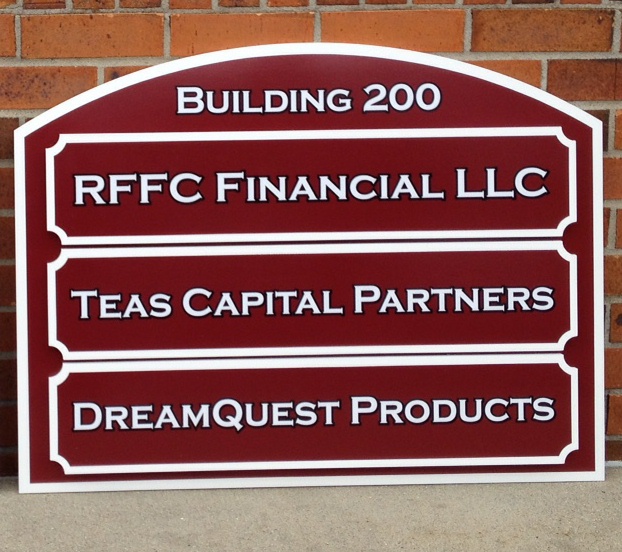 Building 200
RFFC Financial LLC
Teas Capital Partners
DreamQuest Products